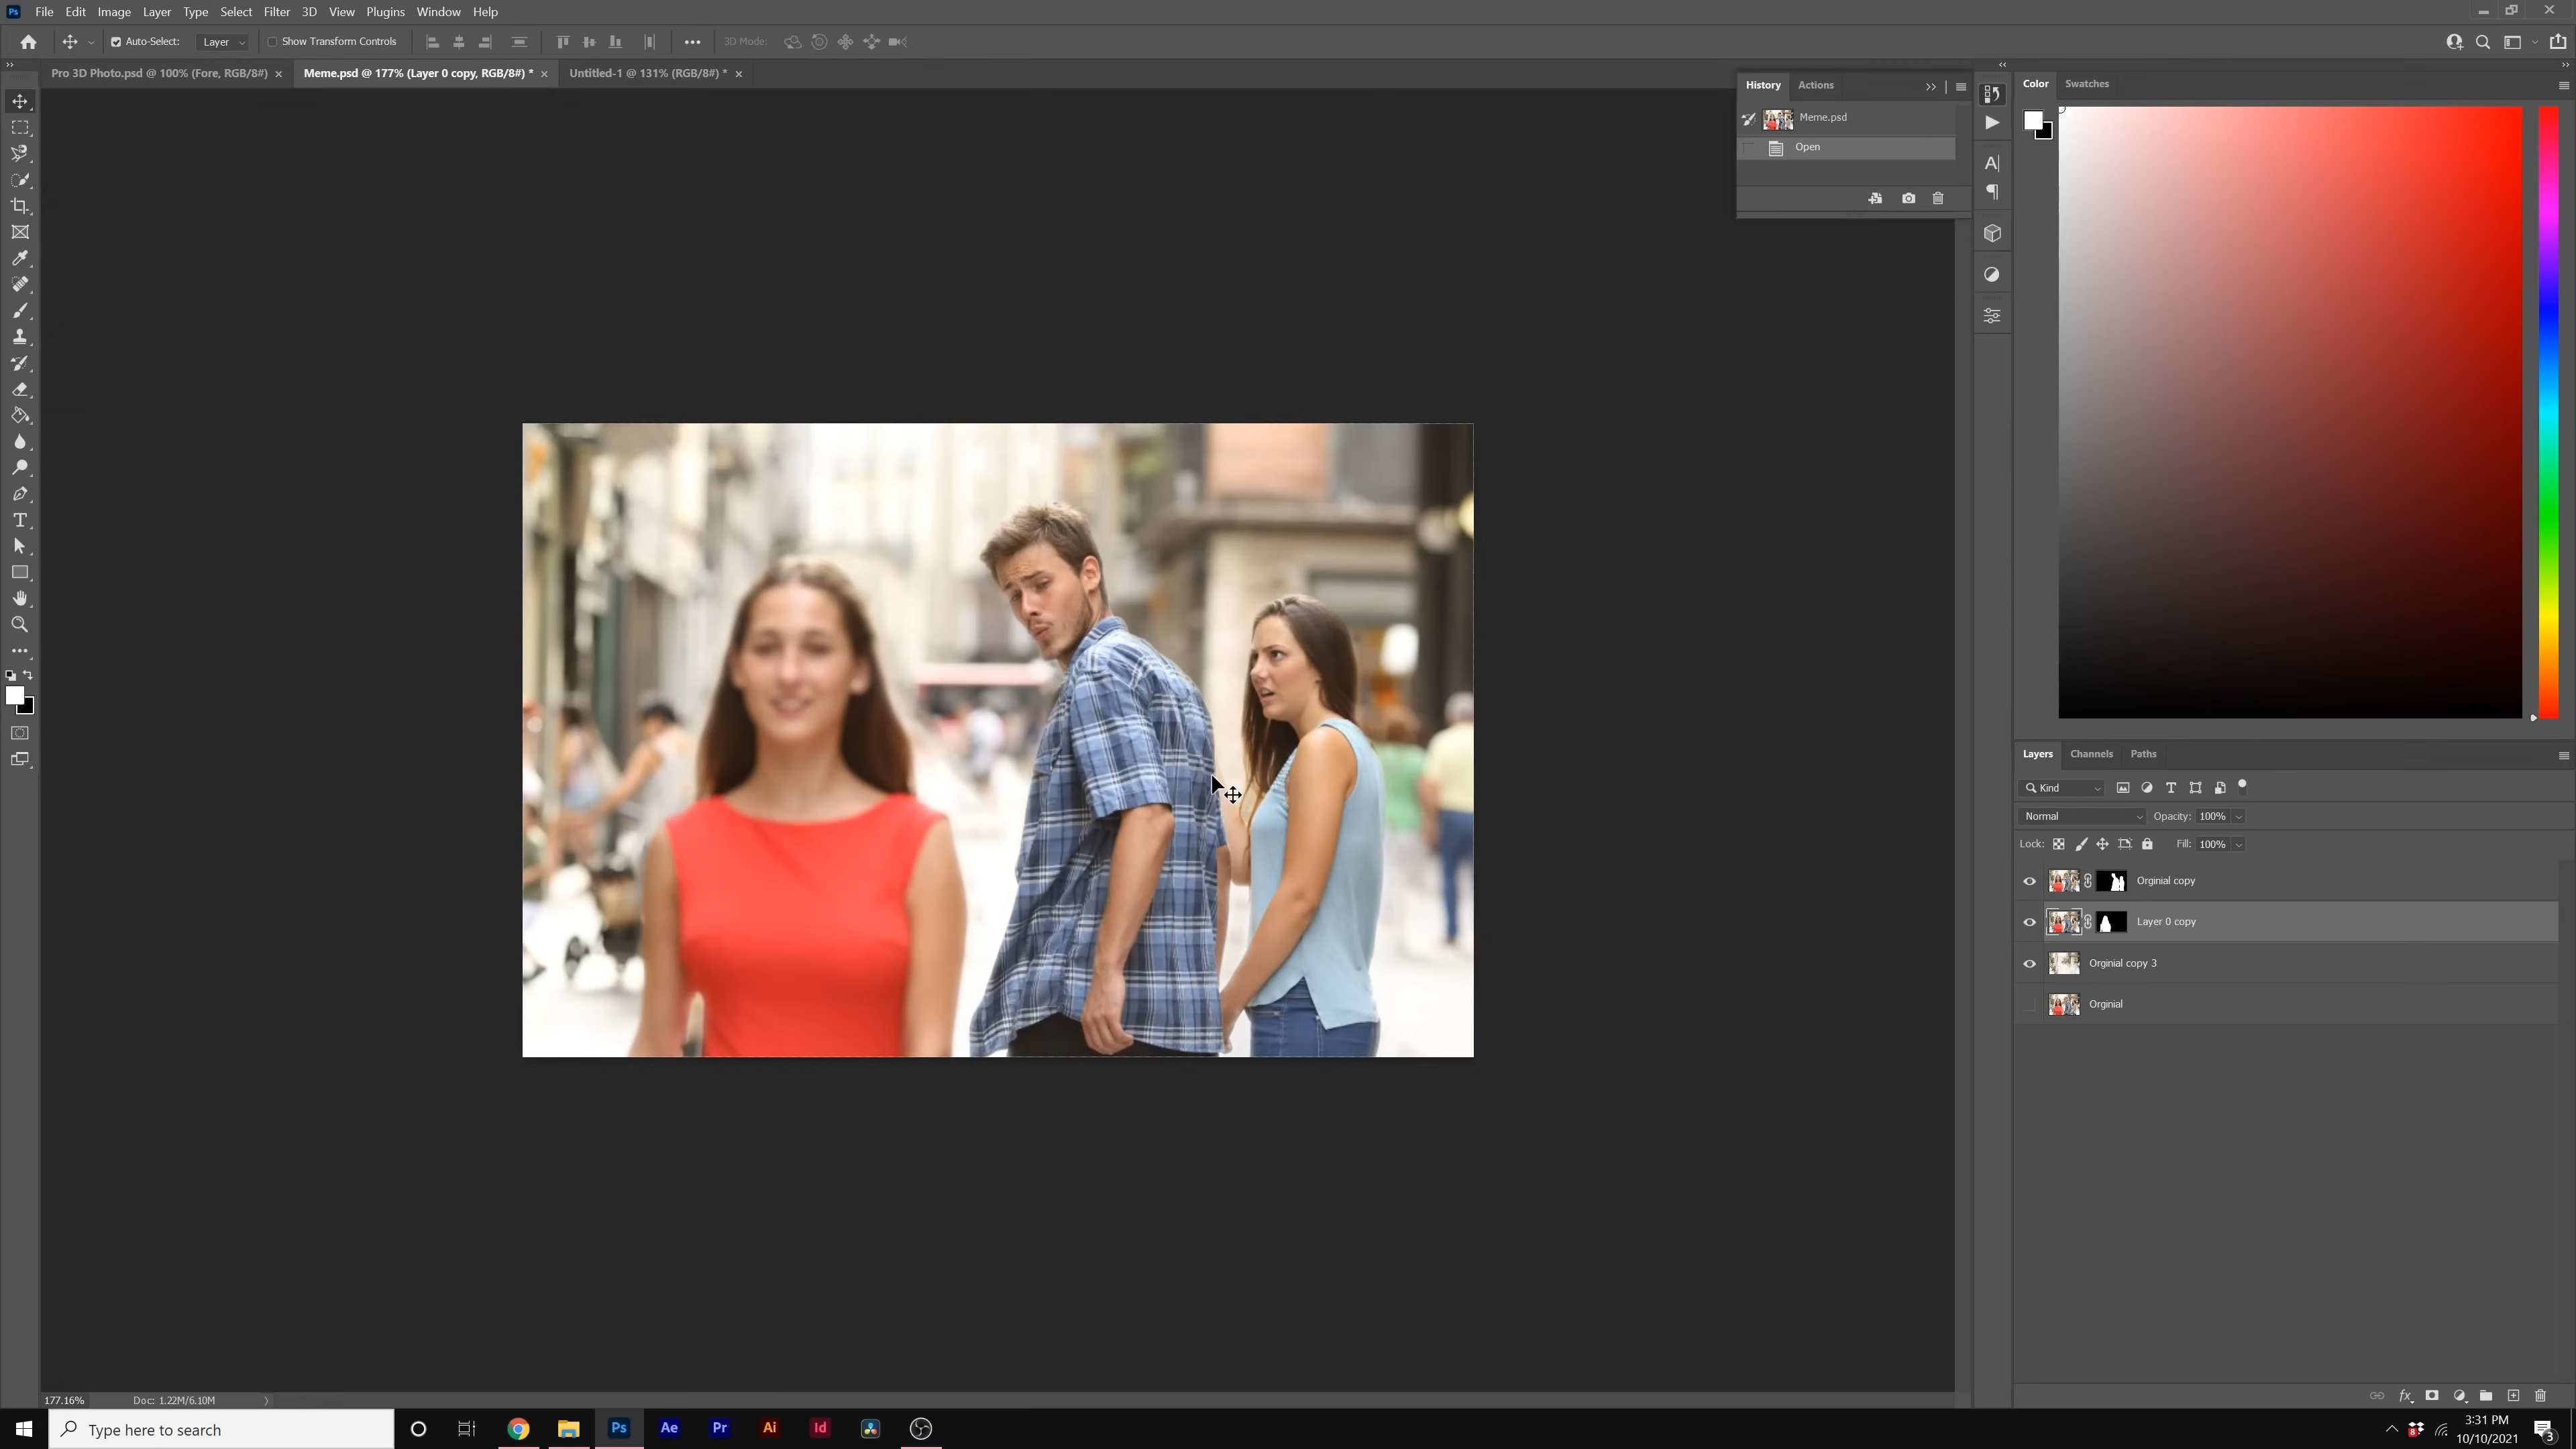 Ps File Edit Image Layer Type Select Filter 3D View Plugins Window Help
Auto-Select: Layer Show Transform Controls 3D Mode:
Pro 3D Photo.psd @ 100% (Fore, RGB/8#) × Meme.psd @ 177% (Layer 0 copy, RGB/8#) * × Untitled-1 @ 131% (RGB/8#) * ×
History Actions
Meme.psd
Open
Color Swatches
Layers Channels Paths
Kind
Normal Opacity: 100%
Lock: Fill: 100%
Orginial copy
Layer 0 copy
Orginial copy 3
Orginial
fx
177.16% Doc: 1.22M/6.10M
Type here to search
Ps Ae Pr Ai Id
8
3:31 PM
10/10/2021
3